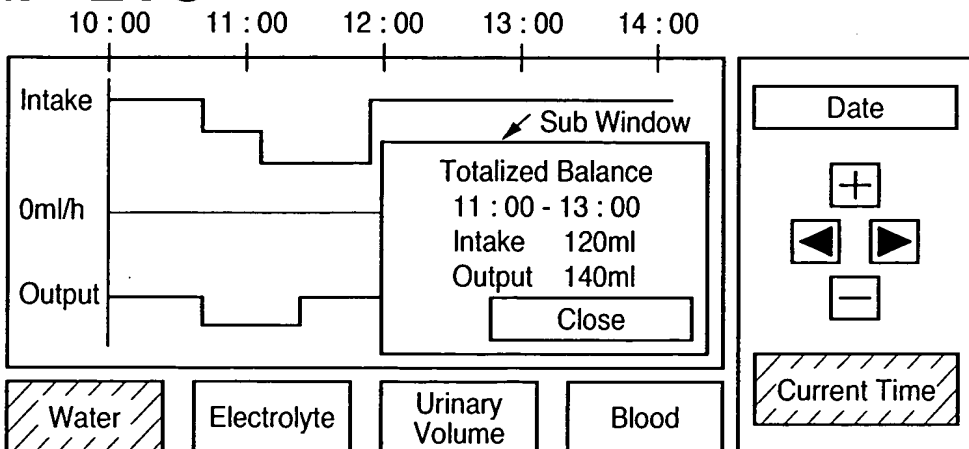 10 : 00 11 : 00 12 : 00 13 : 00 14 : 00
Intake
0ml/h
Output
Sub Window
Totalized Balance
11 : 00 - 13 : 00
Intake 120ml
Output 140ml
Close
Date
+
−
Current Time
Water Electrolyte Urinary Volume Blood